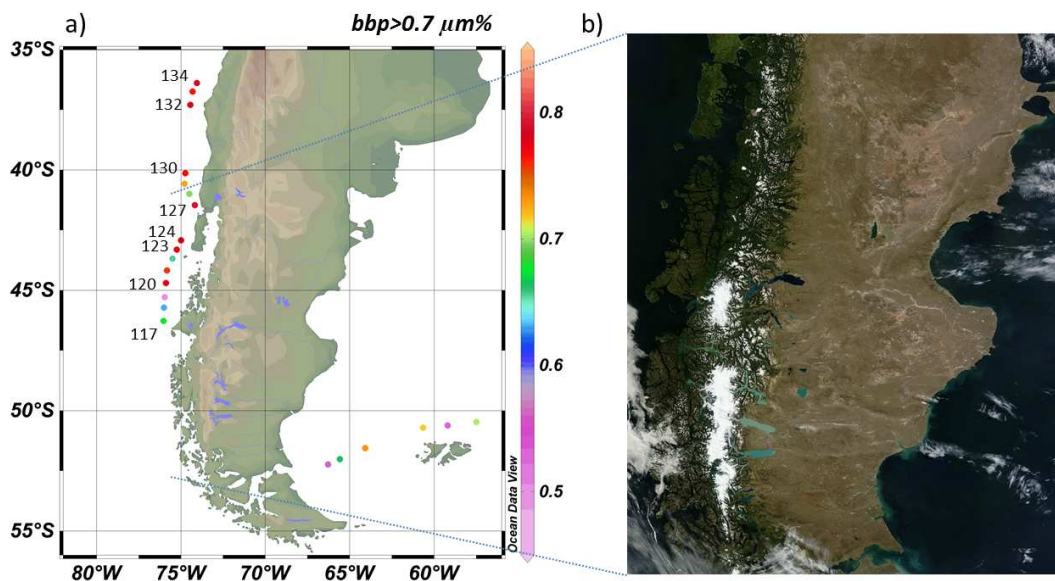 a)
bbp>0.7 μm%
b)
35°S
40°S
45°S
50°S
55°S
134
132
130
127
124
123
120
117
80°W
75°W
70°W
65°W
60°W
0.8
0.7
0.6
0.5
Ocean Data View